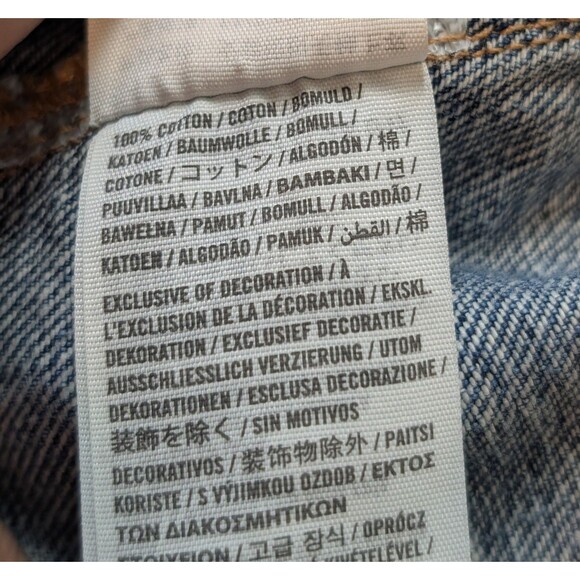 100% COTTON / COTON / BOMULD /
KATOEN / BAUMWOLLE / BOMULL /
COTONE / コットン / ALGODÓN / 棉 /
PUUVILLAA / BAVLNA / BAMBAKI / 면 /
BAWEŁNA / PAMUT / BOMULL / ALGODÃO /
KATOEN / ALGODÃO / PAMUK / القطن / 棉
EXCLUSIVE OF DECORATION / À
L'EXCLUSION DE LA DÉCORATION / EKSKL.
DEKORATION / EXCLUSIEF DECORATIE /
AUSSCHLIESSLICH VERZIERUNG / UTOM
DEKORATIONEN / ESCLUSA DECORAZIONE /
装飾を除く / SIN MOTIVOS
DECORATIVOS / 装饰物除外 / PAITSI
KORISTE / S VÝJIMKOU OZDOB / ΕΚΤΟΣ
ΤΩΝ ΔΙΑΚΟΣΜΗΤΙΚΩΝ
ΣΤΟΙΧΕΙΩΝ / 고급 장식 / OPRÓCZ